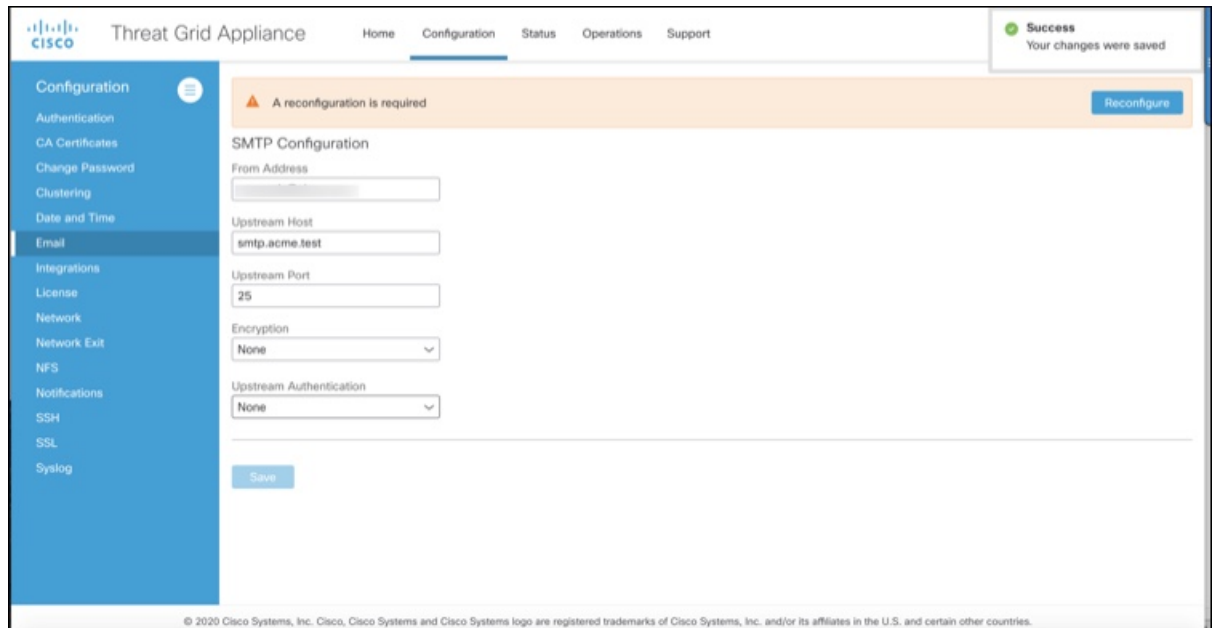 CISCO
Threat Grid Appliance
Home Configuration Status Operations Support
Success
Your changes were saved
Configuration
Authentication
CA Certificates
Change Password
Clustering
Date and Time
Email
Integrations
License
Network
Network Exit
NFS
Notifications
SSH
SSL
Syslog
A reconfiguration is required
Reconfigure
SMTP Configuration
From Address
Upstream Host
smtp.acme.test
Upstream Port
25
Encryption
None
Upstream Authentication
None
Save
© 2020 Cisco Systems, Inc. Cisco, Cisco Systems and Cisco Systems logo are registered trademarks of Cisco Systems, Inc. and/or its affiliates in the U.S. and certain other countries.